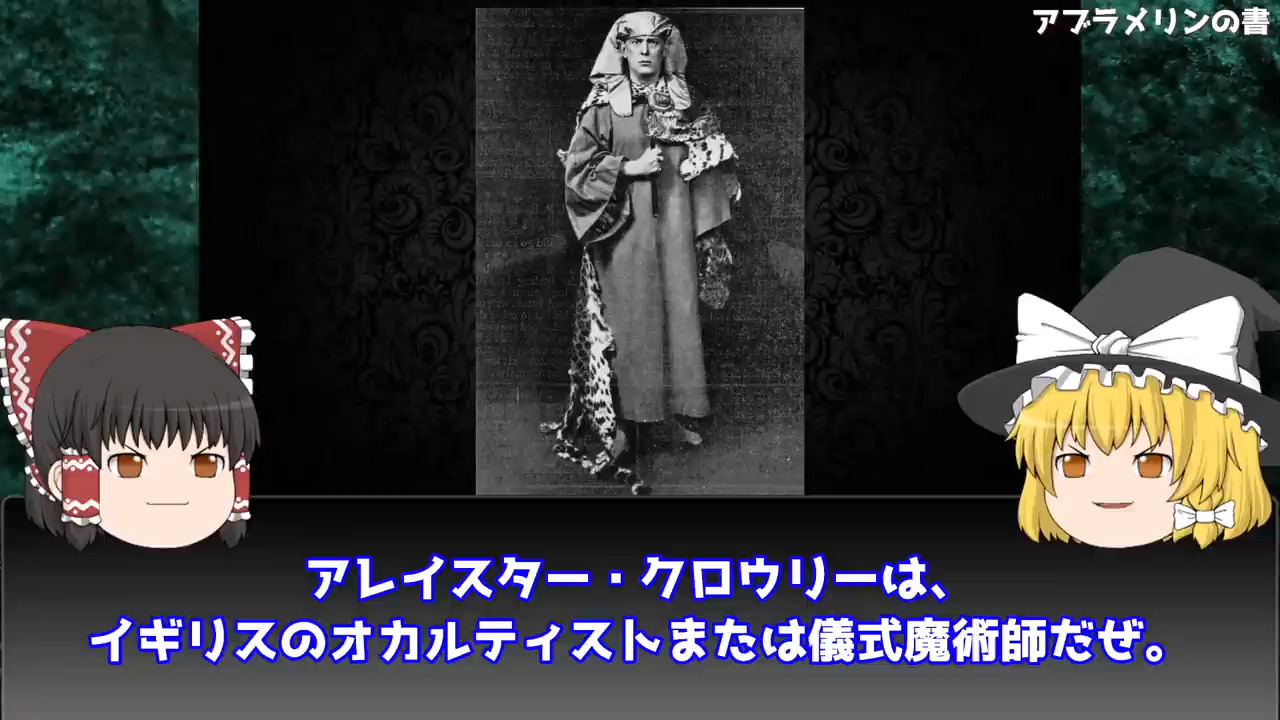 アブラメリンの書
アレイスター・クロウリーは、
イギリスのオカルティストまたは儀式魔術師だぜ。